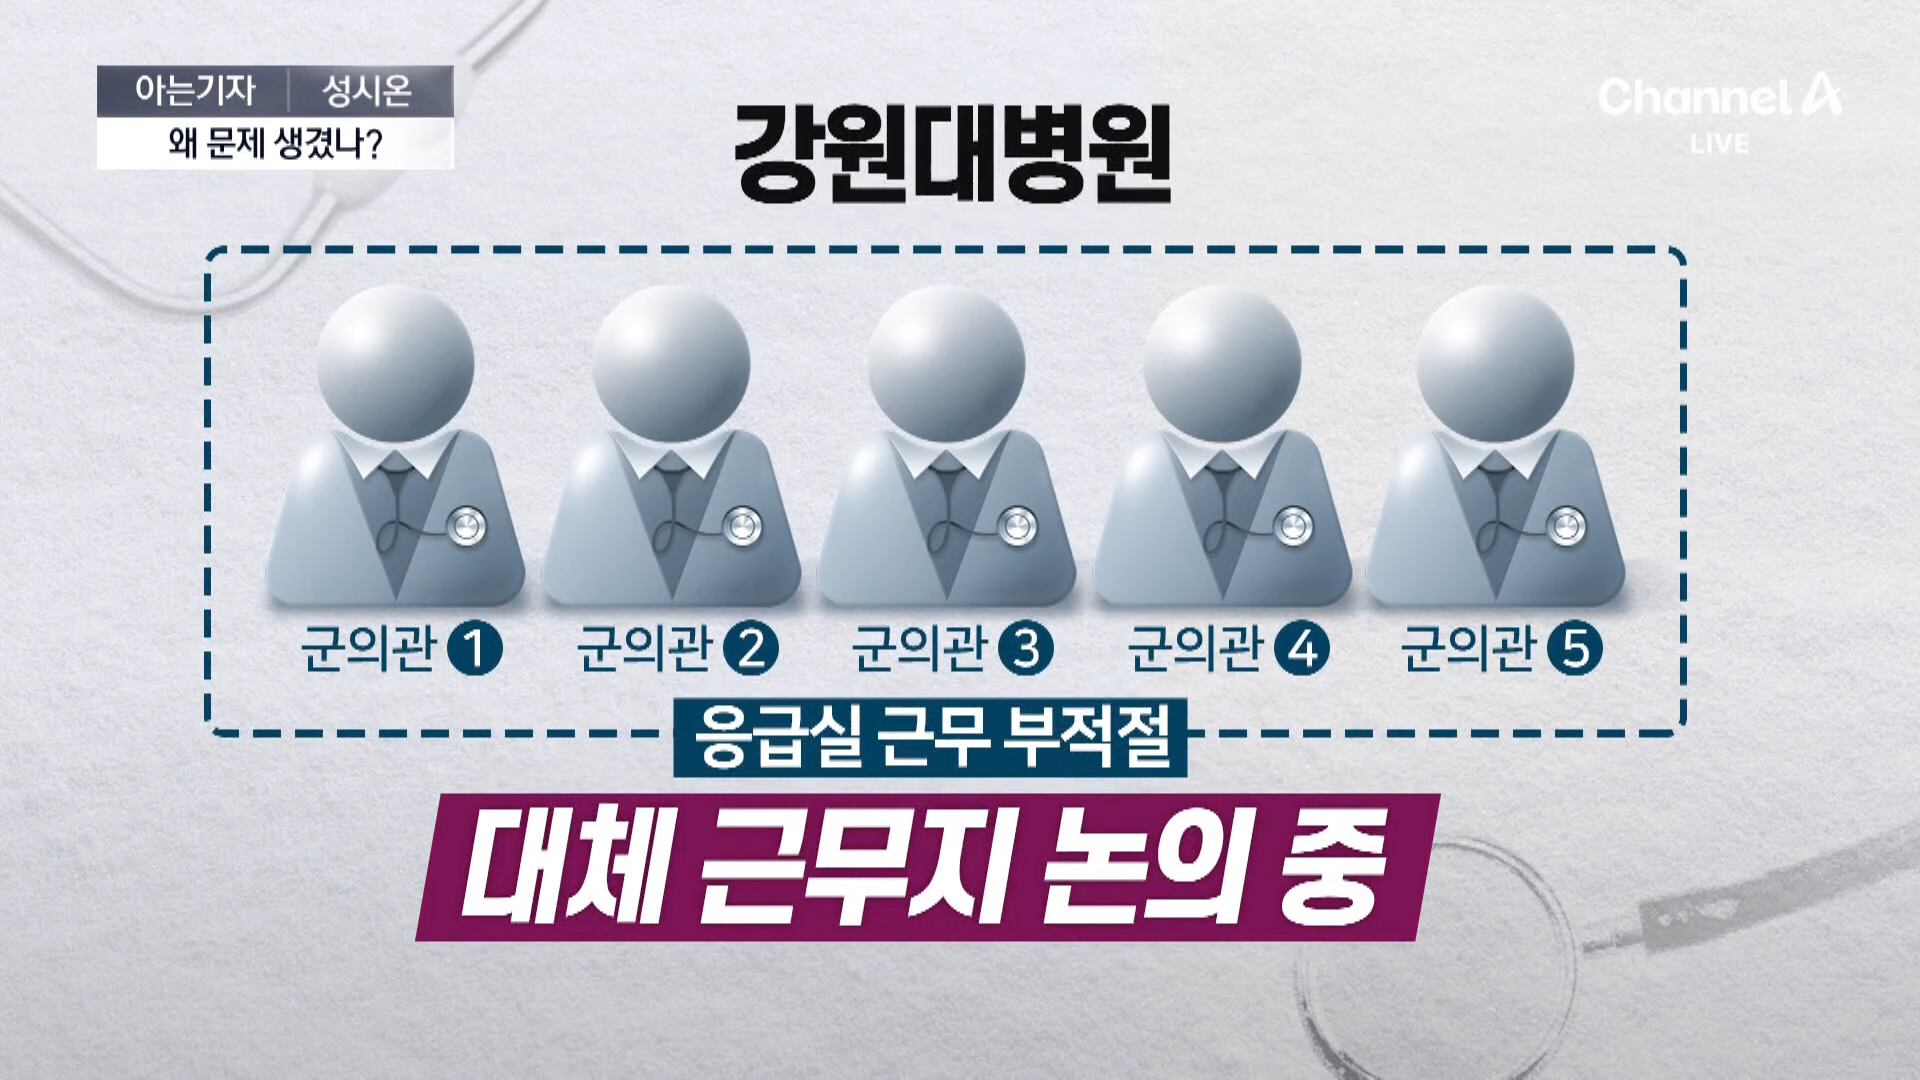 아는기자 성시온
왜 문제 생겼나?
Channel A
LIVE
강원대병원
군의관 1 군의관 2 군의관 3 군의관 4 군의관 5
응급실 근무 부적절
대체 근무지 논의 중